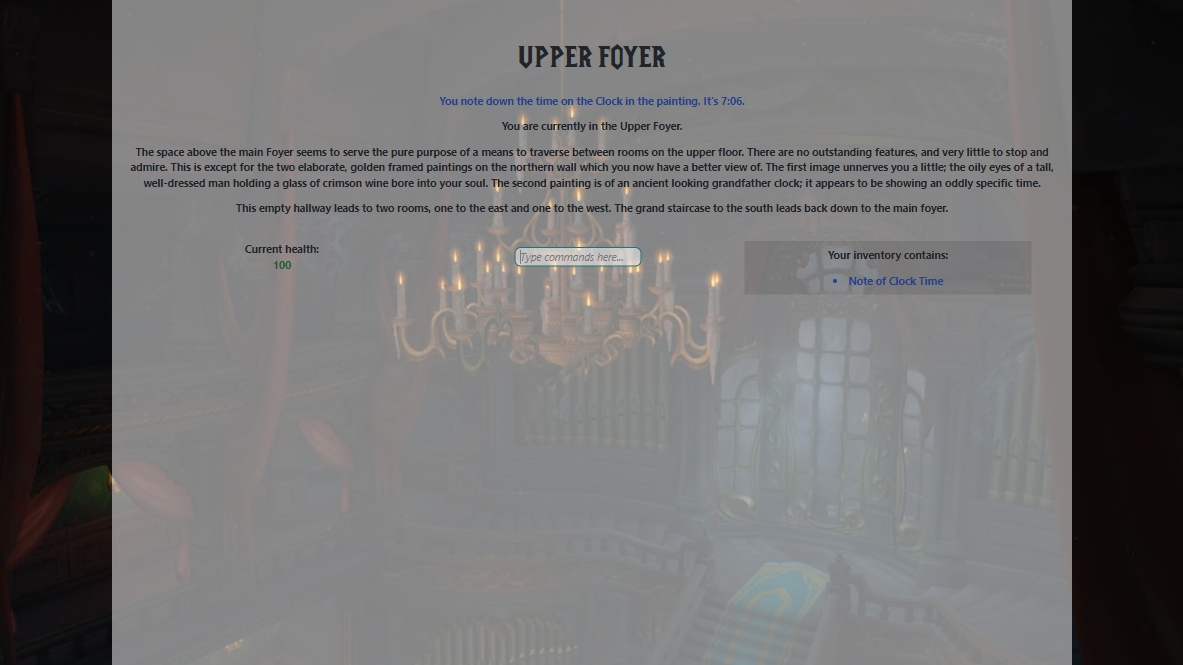 UPPER FOYER
You note down the time on the Clock in the painting. It's 7:06.
You are currently in the Upper Foyer.
The space above the main Foyer seems to serve the pure purpose of a means to traverse between rooms on the upper floor. There are no outstanding features, and very little to stop and
admire. This is except for the two elaborate, golden framed paintings on the northern wall which you now have a better view of. The first image unnerves you a little; the oily eyes of a tall,
well-dressed man holding a glass of crimson wine bore into your soul. The second painting is of an ancient looking grandfather clock; it appears to be showing an oddly specific time.
This empty hallway leads to two rooms, one to the east and one to the west. The grand staircase to the south leads back down to the main foyer.
Current health:
100
Type commands here...
Your inventory contains:
• Note of Clock Time